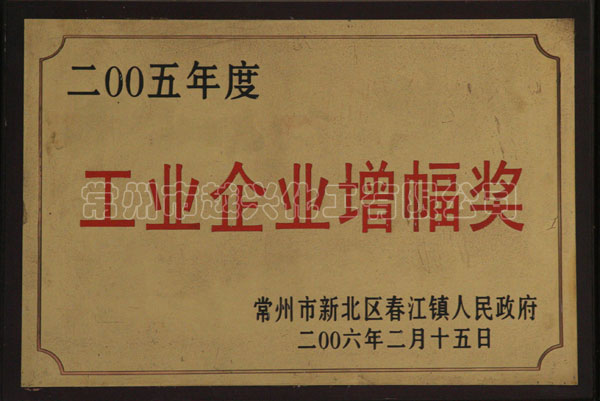 二00五年度
工业企业增幅奖
常州市新北区春江镇人民政府
二00六年二月十五日